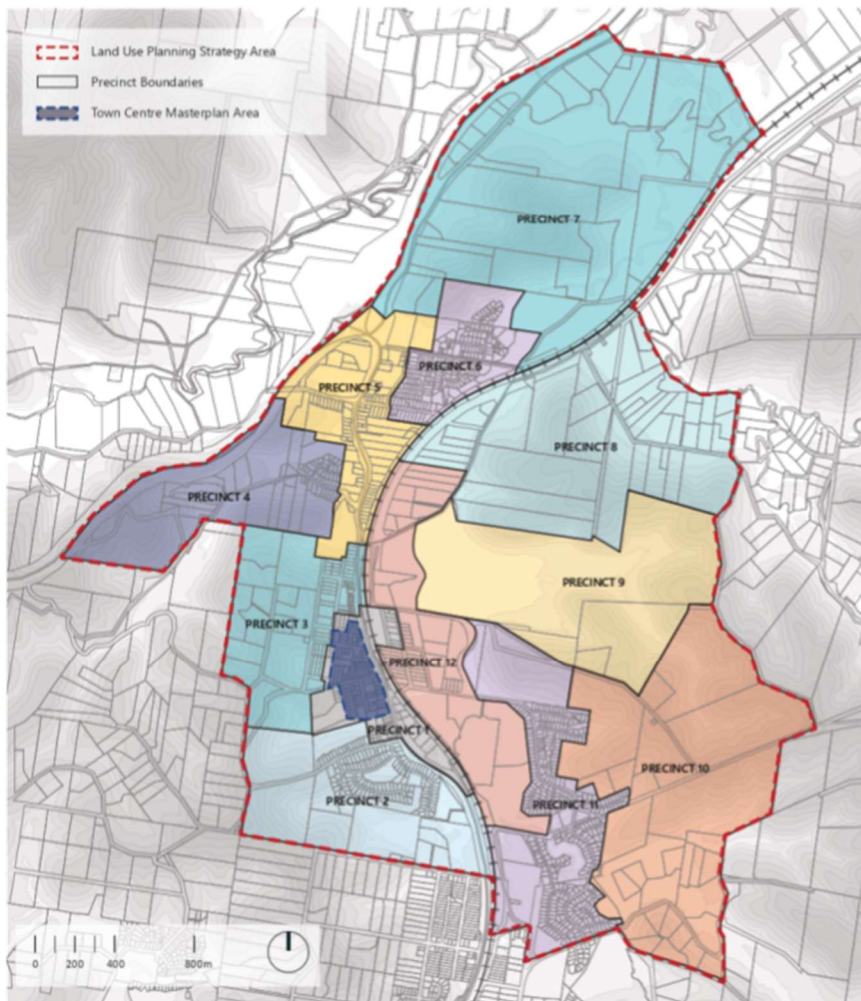 Land Use Planning Strategy Area
Precinct Boundaries
Town Centre Masterplan Area
PRECINCT 7
PRECINCT 6
PRECINCT 5
PRECINCT 8
PRECINCT 4
PRECINCT 9
PRECINCT 3
PRECINCT 12
PRECINCT 1
PRECINCT 10
PRECINCT 2
PRECINCT 11
0 200 400 800m